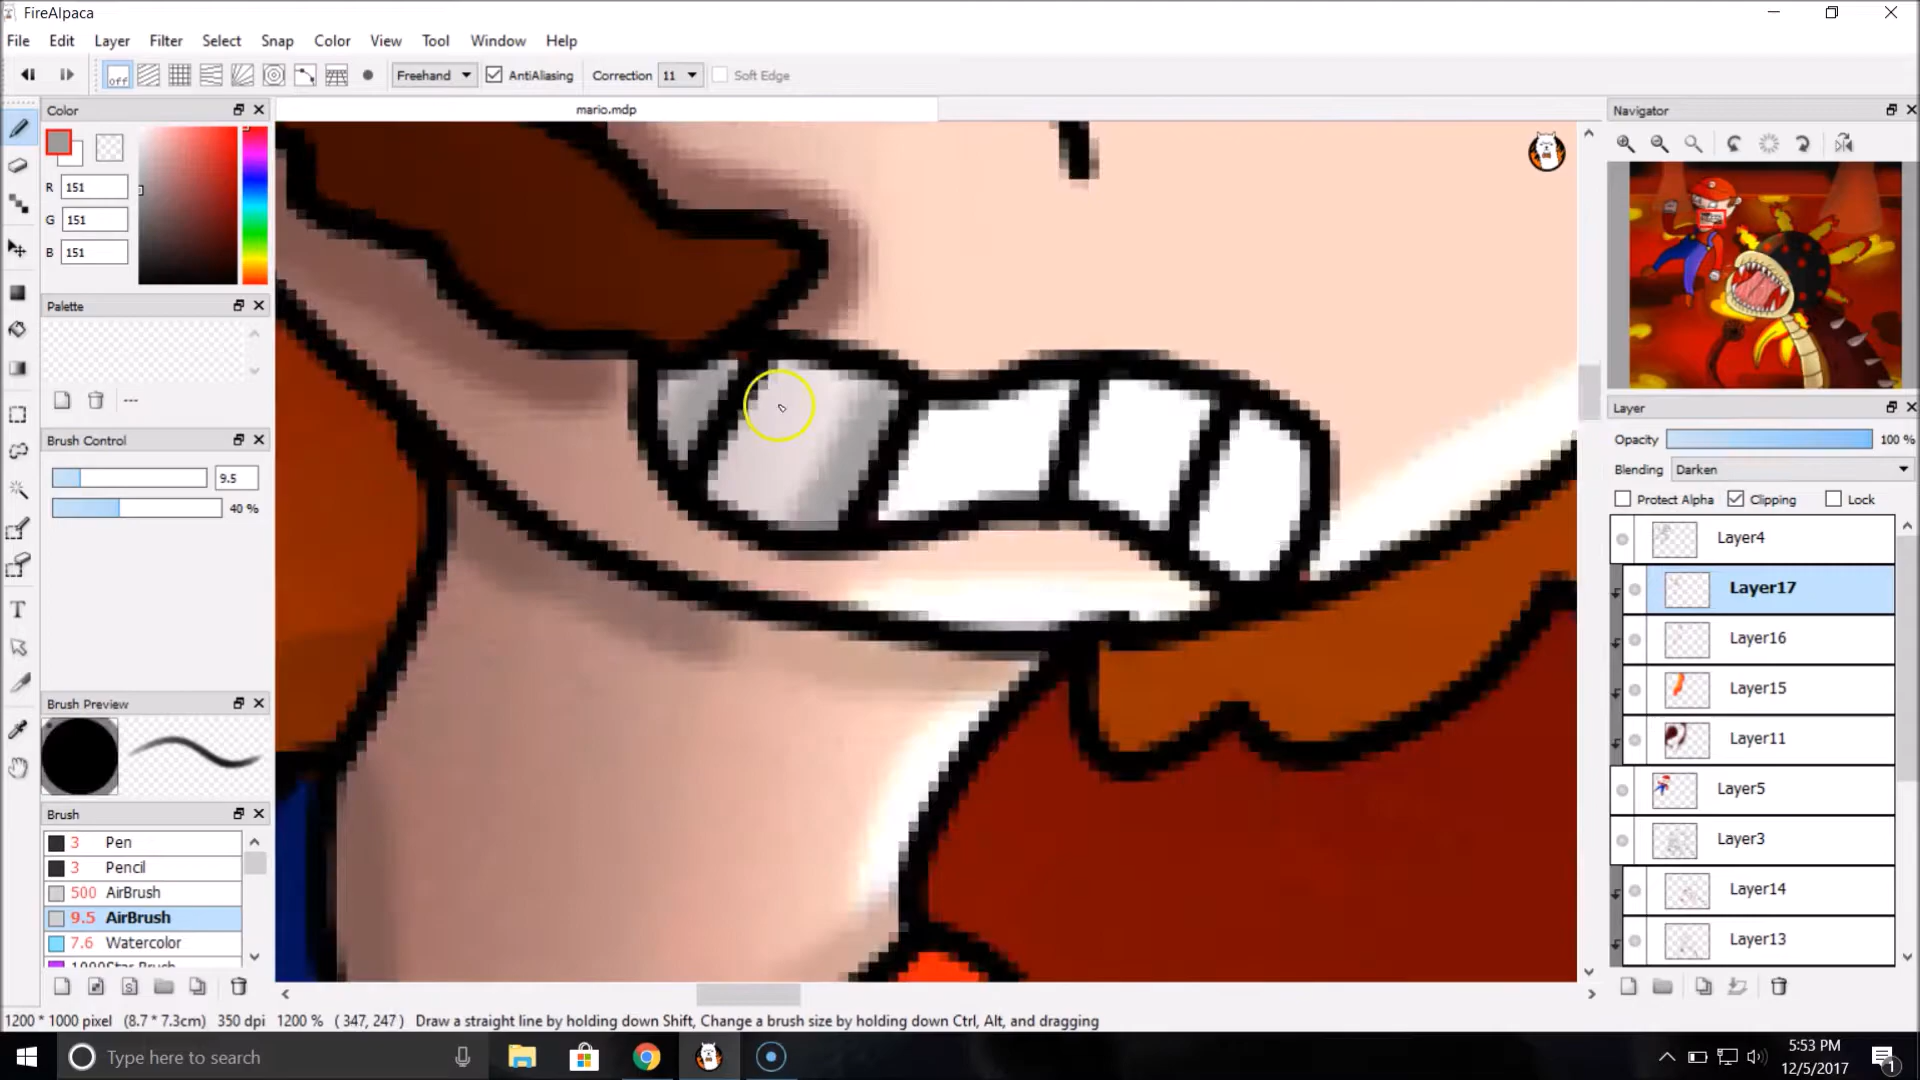 FireAlpaca
File Edit Layer Filter Select Snap Color View Tool Window Help
off Freehand AntiAliasing Correction 11 Soft Edge
Color
mario.mdp
Navigator
R 151
G 151
B 151
Palette
---
Brush Control
9.5
40 %
Layer
Opacity 100 %
Blending Darken
Protect Alpha Clipping Lock
Layer4
Layer17
Layer16
Layer15
Layer11
Layer5
Layer3
Layer14
Layer13
Brush Preview
Brush
3 Pen
3 Pencil
500 AirBrush
9.5 AirBrush
7.6 Watercolor
1200 * 1000 pixel (8.7 * 7.3cm) 350 dpi 1200 % ( 347, 247 ) Draw a straight line by holding down Shift, Change a brush size by holding down Ctrl, Alt, and dragging
Type here to search
5:53 PM
12/5/2017
1